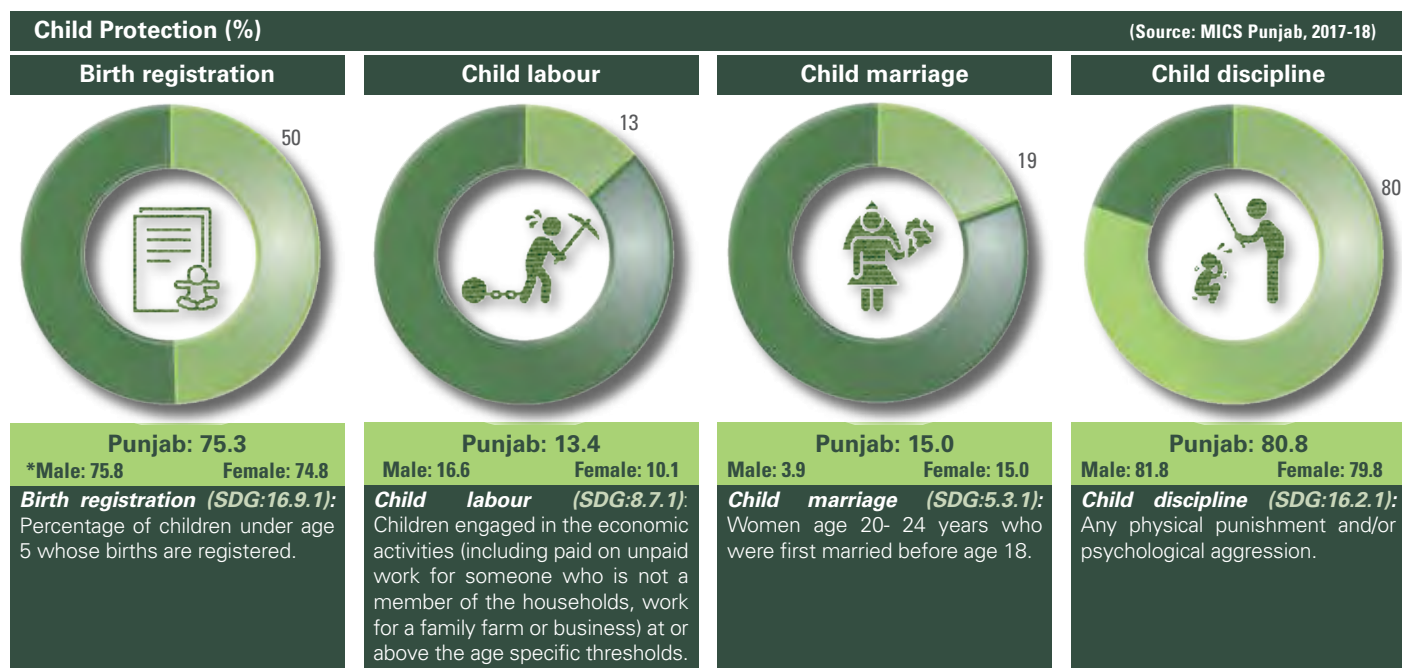 Child Protection (%)
(Source: MICS Punjab, 2017-18)
Birth registration
50
Punjab: 75.3
*Male: 75.8 Female: 74.8
Birth registration (SDG:16.9.1):
Percentage of children under age
5 whose births are registered.
Child labour
13
Punjab: 13.4
Male: 16.6 Female: 10.1
Child labour (SDG:8.7.1):
Children engaged in the economic
activities (including paid on unpaid
work for someone who is not a
member of the households, work
for a family farm or business) at or
above the age specific thresholds.
Child marriage
19
Punjab: 15.0
Male: 3.9 Female: 15.0
Child marriage (SDG:5.3.1):
Women age 20- 24 years who
were first married before age 18.
Child discipline
80
Punjab: 80.8
Male: 81.8 Female: 79.8
Child discipline (SDG:16.2.1):
Any physical punishment and/or
psychological aggression.